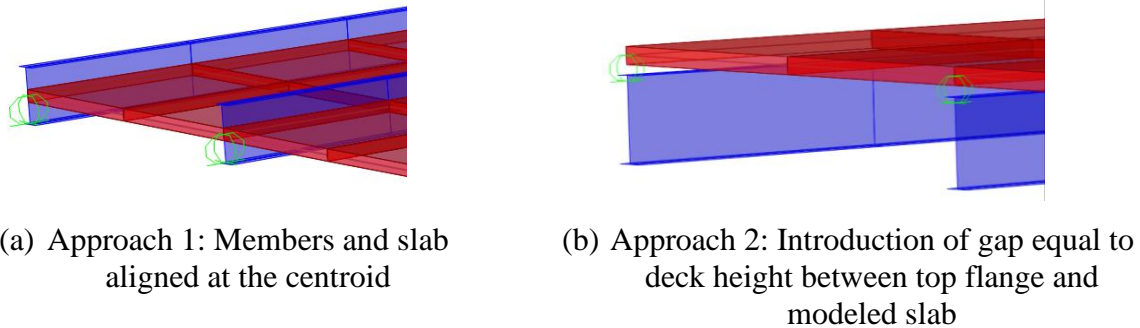 (a) Approach 1: Members and slab
aligned at the centroid
(b) Approach 2: Introduction of gap equal to
deck height between top flange and
modeled slab